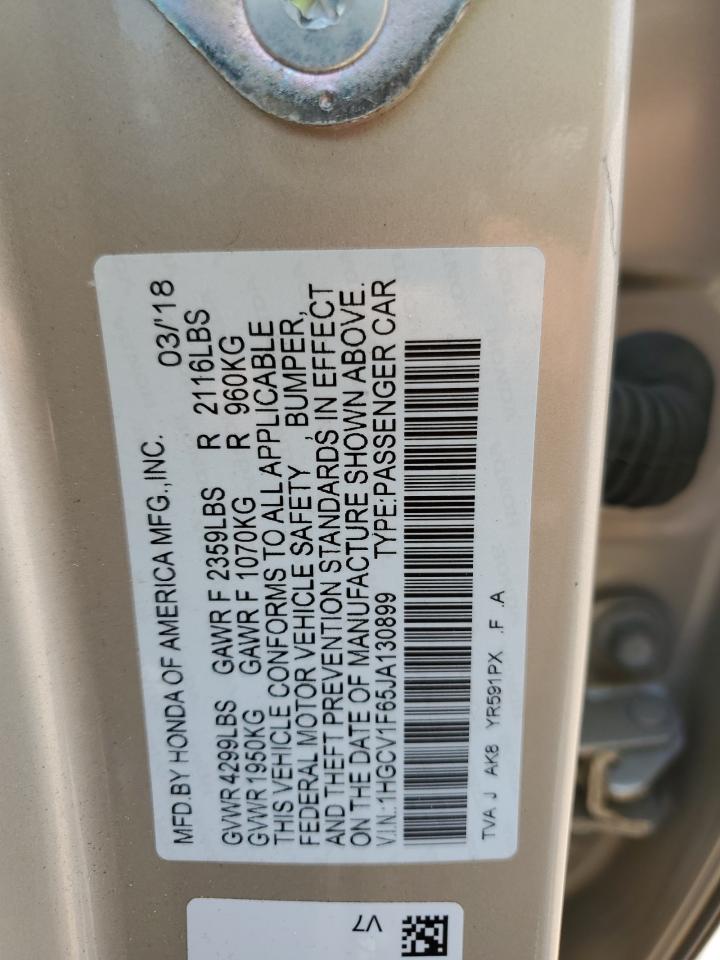 MFD.BY HONDA OF AMERICA MFG.,INC. 03/'18
GVWR 4299LBS GAWR F 2359LBS R 2116LBS
GVWR 1950KG GAWR F 1070KG R 960KG
THIS VEHICLE CONFORMS TO ALL APPLICABLE
FEDERAL MOTOR VEHICLE SAFETY , BUMPER,
AND THEFT PREVENTION STANDARDS IN EFFECT
ON THE DATE OF MANUFACTURE SHOWN ABOVE.
V.I.N.:1HGCV1F65JA130899 TYPE:PASSENGER CAR
TVA J AK8 YR591PX .F .A
V7